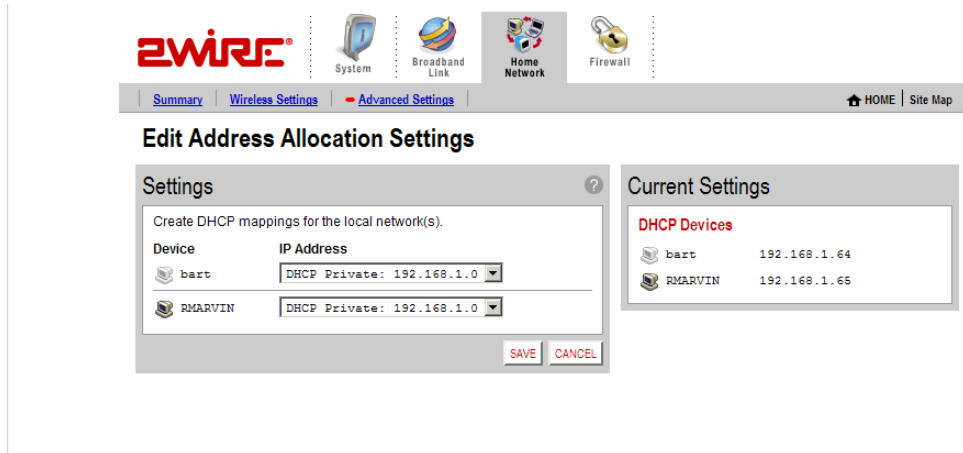 2WIRE
System
Broadband Link
Home Network
Firewall
Summary
Wireless Settings
Advanced Settings
HOME
Site Map
Edit Address Allocation Settings
Settings
?
Create DHCP mappings for the local network(s).
Device IP Address
bart DHCP Private: 192.168.1.0
RMARVIN DHCP Private: 192.168.1.0
SAVE CANCEL
Current Settings
DHCP Devices
bart 192.168.1.64
RMARVIN 192.168.1.65